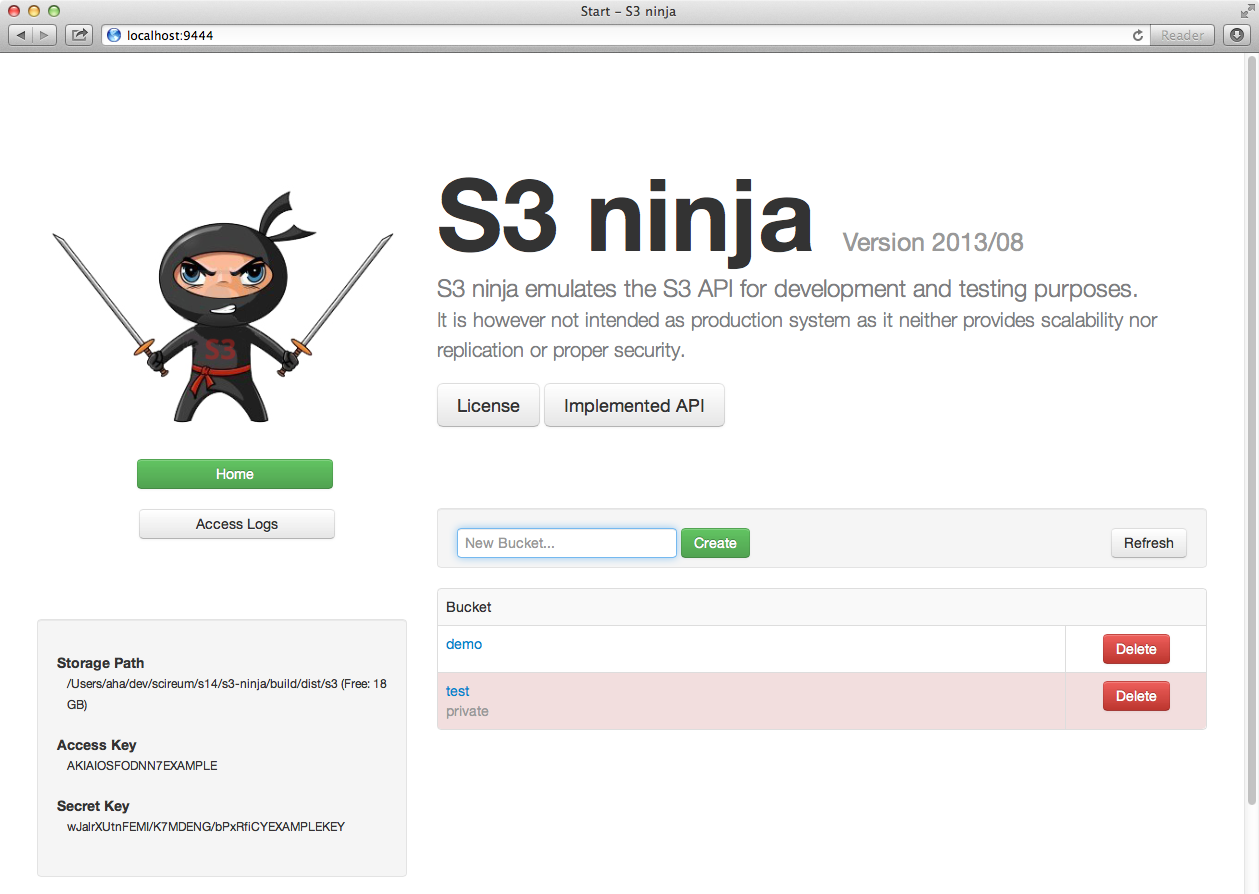 Start – S3 ninja
localhost:9444
Reader
S3 ninja Version 2013/08
S3 ninja emulates the S3 API for development and testing purposes.
It is however not intended as production system as it neither provides scalability nor
replication or proper security.
License Implemented API
S3
Home
Access Logs
New Bucket... Create Refresh
Bucket
demo Delete
test Delete
private
Storage Path
/Users/aha/dev/scireum/s14/s3-ninja/build/dist/s3 (Free: 18
GB)
Access Key
AKIAIOSFODNN7EXAMPLE
Secret Key
wJalrXUtnFEMI/K7MDENG/bPxRfiCYEXAMPLEKEY